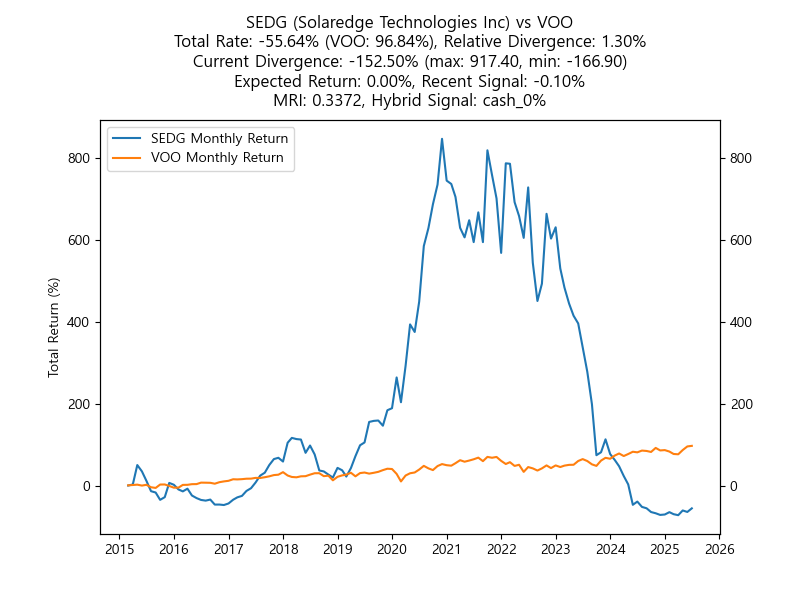 SEDG (Solaredge Technologies Inc) vs VOO
Total Rate: -55.64% (VOO: 96.84%), Relative Divergence: 1.30%
Current Divergence: -152.50% (max: 917.40, min: -166.90)
Expected Return: 0.00%, Recent Signal: -0.10%
MRI: 0.3372, Hybrid Signal: cash_0%
SEDG Monthly Return
VOO Monthly Return
800 800
600 600
400 400
200 200
0 0
Total Return (%)
2015 2016 2017 2018 2019 2020 2021 2022 2023 2024 2025 2026